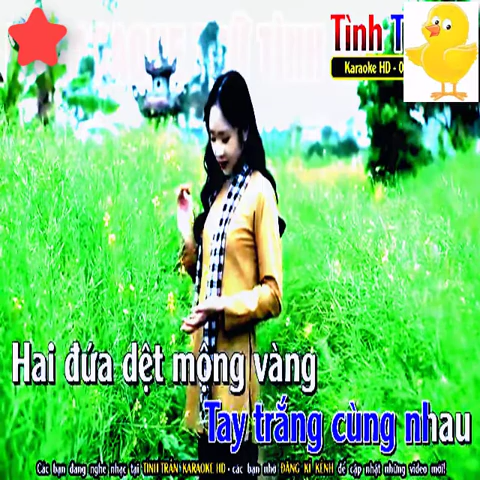 Tình T
Karaoke HD - 0
Hai đứa dệt mộng vàng
Tay trắng cùng nhau
Các bạn đang nghe nhạc tại TÌNH TRẦN KARAOKE HD - các bạn nhớ ĐĂNG KÍ KÊNH để cập nhật những video mới!